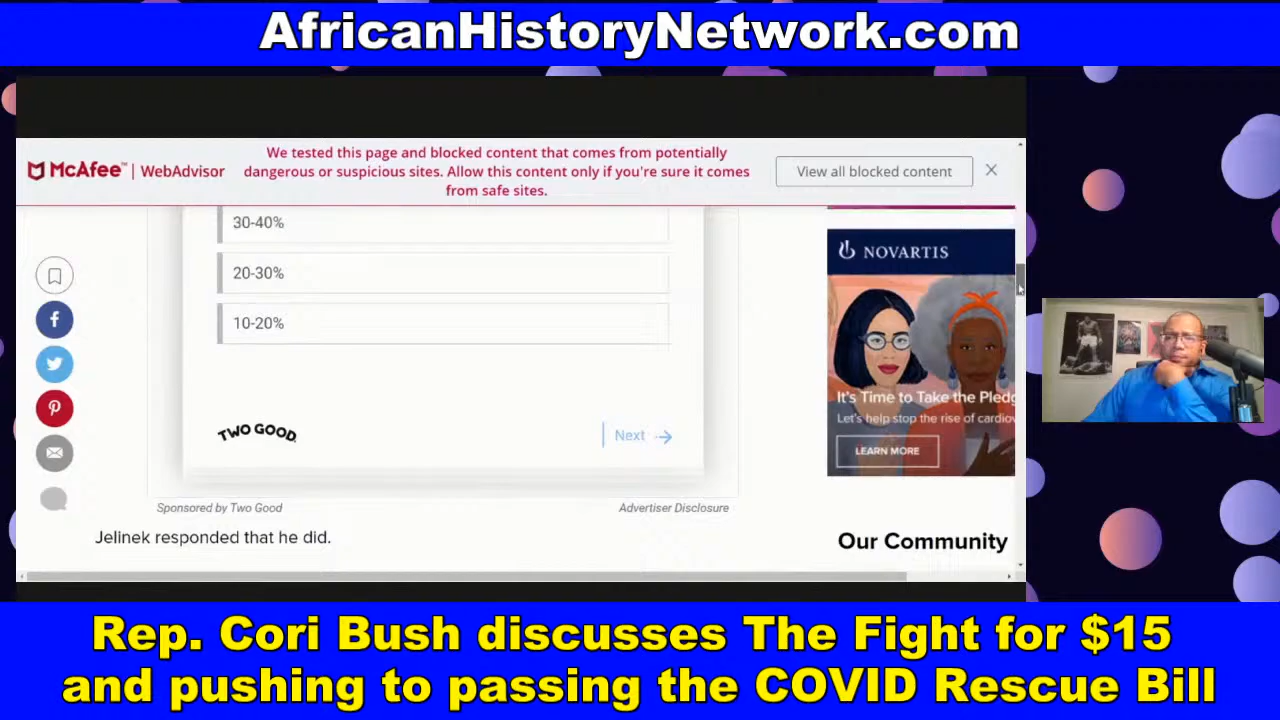 AfricanHistoryNetwork.com
McAfee™ | WebAdvisor
We tested this page and blocked content that comes from potentially
dangerous or suspicious sites. Allow this content only if you're sure it comes
from safe sites.
View all blocked content
30-40%
20-30%
10-20%
TWO GOOD
Next
Sponsored by Two Good
Advertiser Disclosure
Jelinek responded that he did.
NOVARTIS
It's Time to Take the Pledg
Let's help stop the rise of cardiov
LEARN MORE
Our Community
Rep. Cori Bush discusses The Fight for $15
and pushing to passing the COVID Rescue Bill